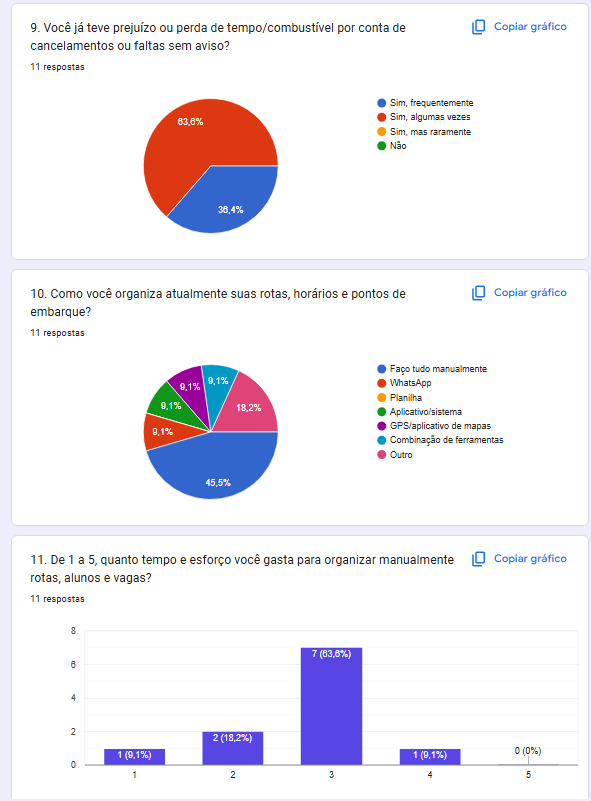 9. Você já teve prejuízo ou perda de tempo/combustível por conta de
cancelamentos ou faltas sem aviso?
Copiar gráfico
11 respostas
63,6%
36,4%
Sim, frequentemente
Sim, algumas vezes
Sim, mas raramente
Não
10. Como você organiza atualmente suas rotas, horários e pontos de
embarque?
Copiar gráfico
11 respostas
9,1%
9,1%
9,1%
9,1%
18,2%
45,5%
Faço tudo manualmente
WhatsApp
Planilha
Aplicativo/sistema
GPS/aplicativo de mapas
Combinação de ferramentas
Outro
11. De 1 a 5, quanto tempo e esforço você gasta para organizar manualmente
rotas, alunos e vagas?
Copiar gráfico
11 respostas
8
6
4
2
0
1 (9,1%)
2 (18,2%)
7 (63,6%)
1 (9,1%)
0 (0%)
1
2
3
4
5